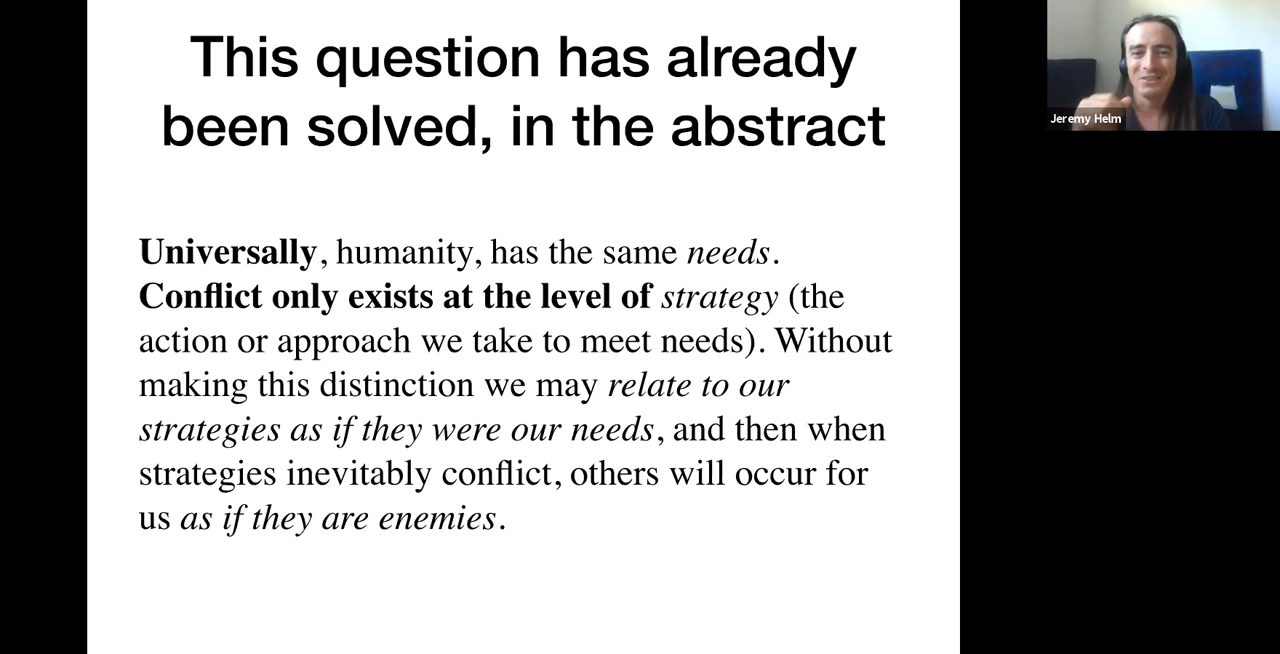 This question has already
been solved, in the abstract
Universally, humanity, has the same needs.
Conflict only exists at the level of strategy (the
action or approach we take to meet needs). Without
making this distinction we may relate to our
strategies as if they were our needs, and then when
strategies inevitably conflict, others will occur for
us as if they are enemies.
Jeremy Helm